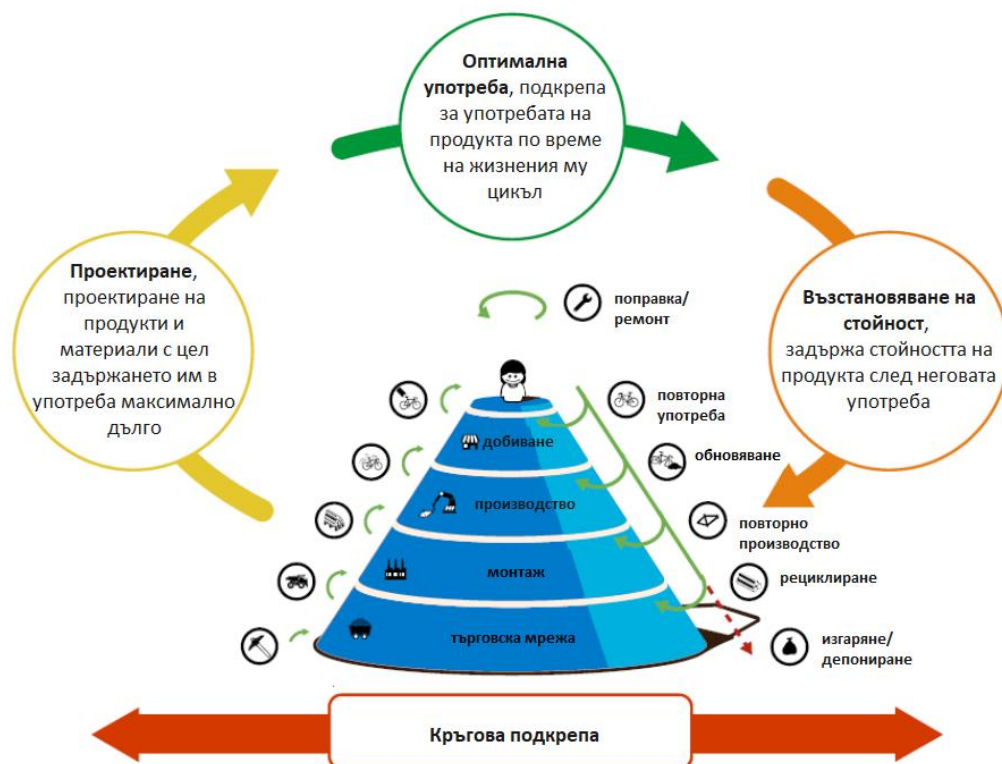 Оптимална
употреба, подкрепа
за употребата на
продукта по време
на жизнения му
цикъл
Проектиране,
проектиране на
продукти и
материали с цел
задържането им в
употреба максимално
дълго
Възстановяване на
стойност,
задържа стойността на
продукта след неговата
употреба
поправка/
ремонт
повторна
употреба
обновяване
повторно
производство
рециклиране
изгаряне/
депониране
добиване
производство
монтаж
търговска мрежа
Кръгова подкрепа